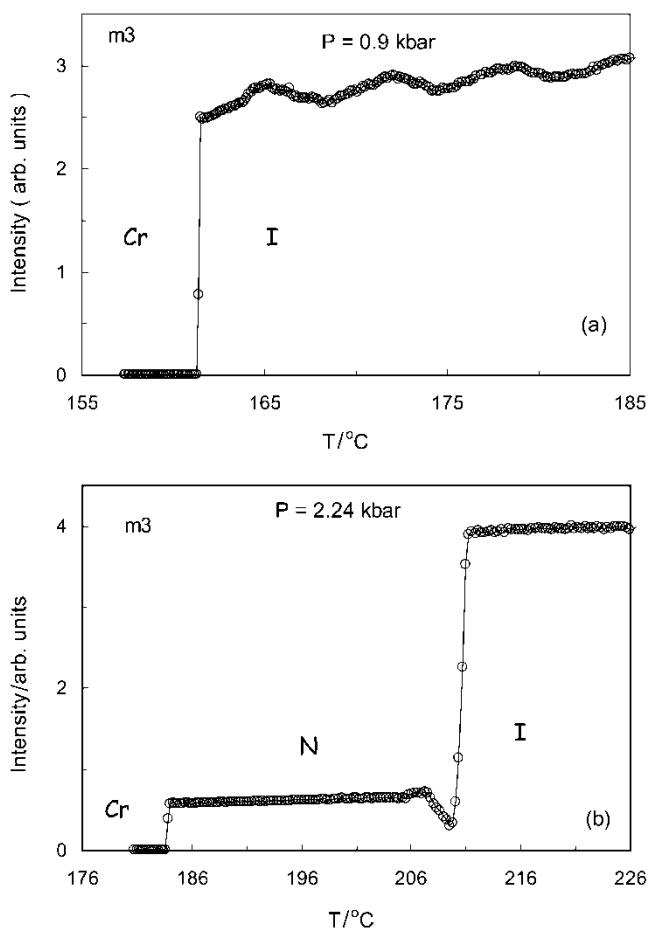 m3
P = 0.9 kbar
Intensity ( arb. units )
3
2
1
0
Cr
I
(a)
155
165
175
185
T/°C
m3
P = 2.24 kbar
Intensity/arb. units
4
2
0
Cr
N
I
(b)
176
186
196
206
216
226
T/°C